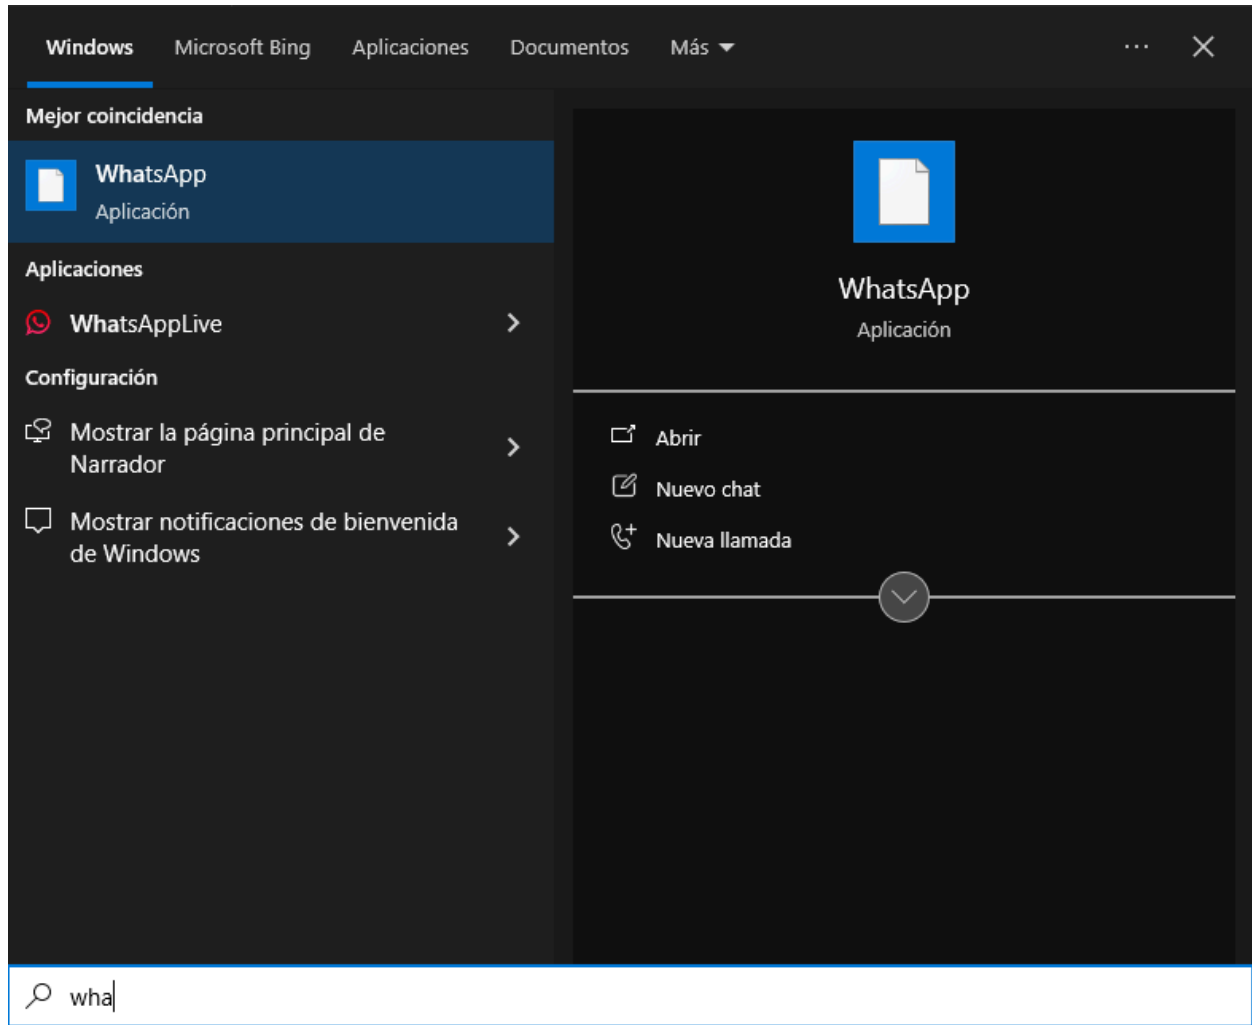 Windows Microsoft Bing Aplicaciones Documentos Más
Mejor coincidencia
WhatsApp
Aplicación
Aplicaciones
WhatsAppLive
Configuración
Mostrar la página principal de
Narrador
Mostrar notificaciones de bienvenida
de Windows
WhatsApp
Aplicación
Abrir
Nuevo chat
Nueva llamada
wha